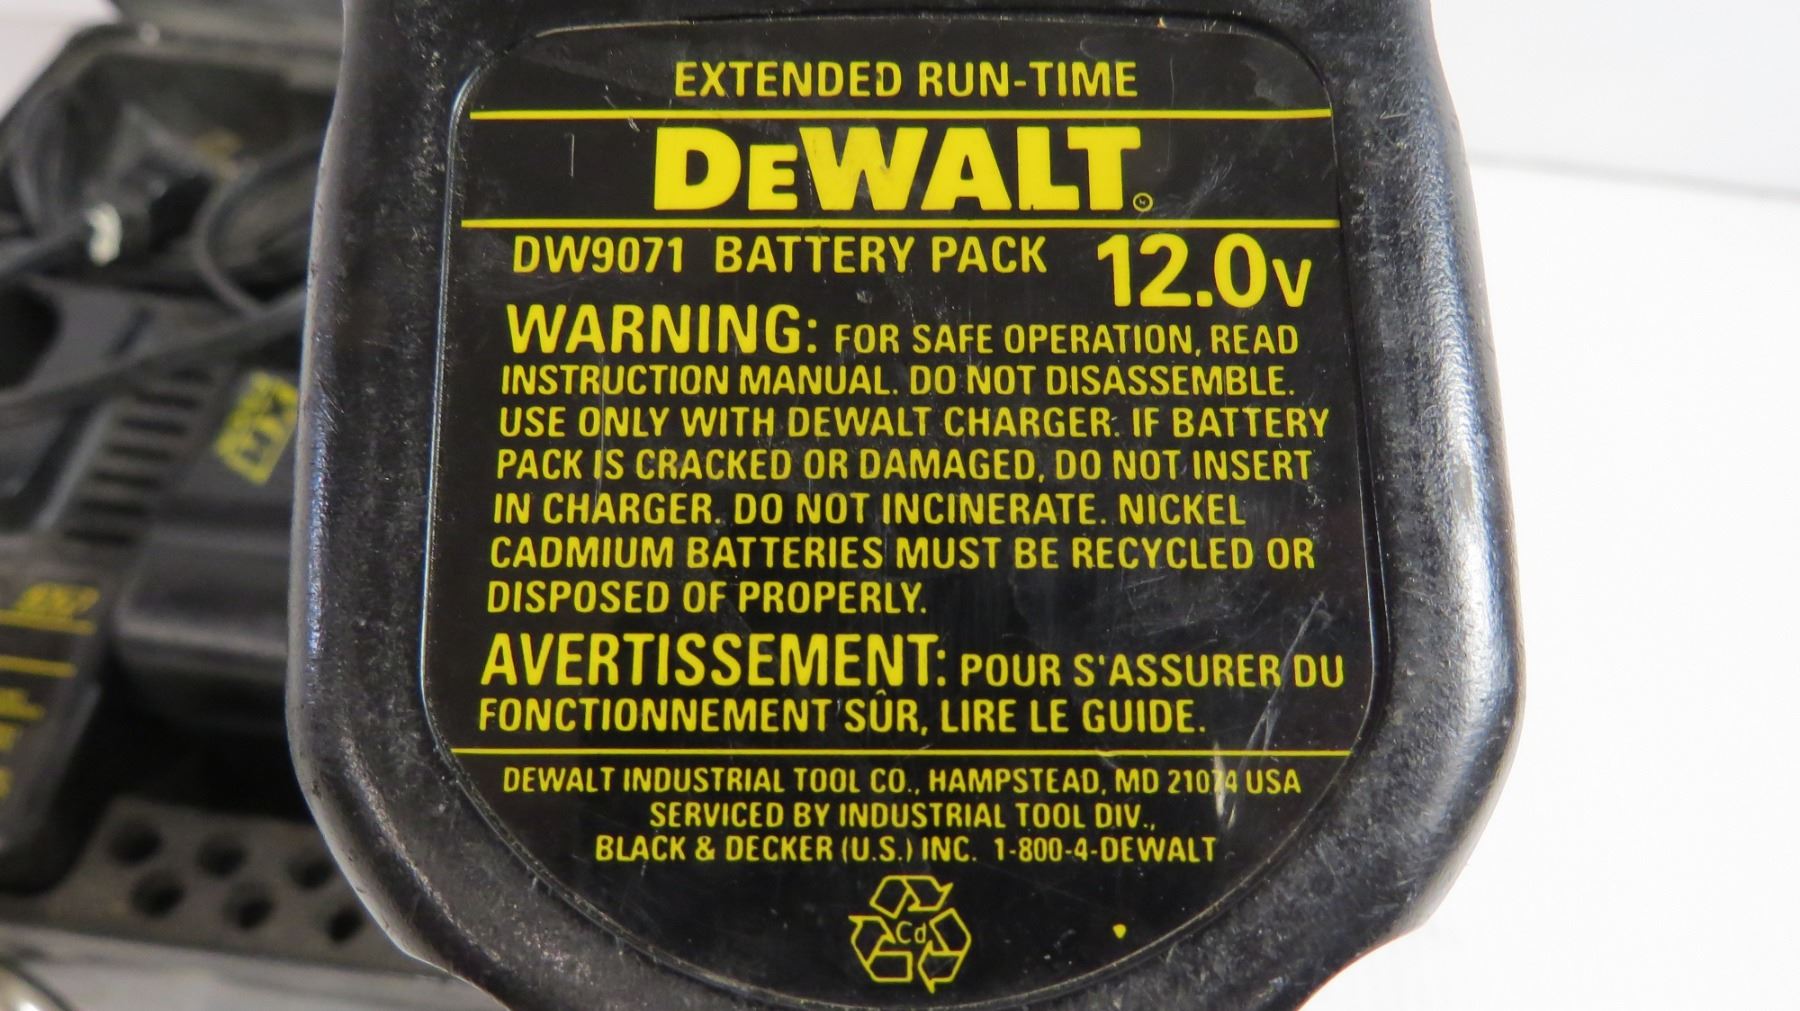 EXTENDED RUN-TIME
DEWALT®
DW9071 BATTERY PACK 12.0V
WARNING: FOR SAFE OPERATION, READ
INSTRUCTION MANUAL. DO NOT DISASSEMBLE.
USE ONLY WITH DEWALT CHARGER. IF BATTERY
PACK IS CRACKED OR DAMAGED, DO NOT INSERT
IN CHARGER. DO NOT INCINERATE. NICKEL
CADMIUM BATTERIES MUST BE RECYCLED OR
DISPOSED OF PROPERLY.
AVERTISSEMENT: POUR S'ASSURER DU
FONCTIONNEMENT SÛR, LIRE LE GUIDE.
DEWALT INDUSTRIAL TOOL CO., HAMPSTEAD, MD 21074 USA
SERVICED BY INDUSTRIAL TOOL DIV.,
BLACK & DECKER (U.S.) INC. 1-800-4-DEWALT
Cd